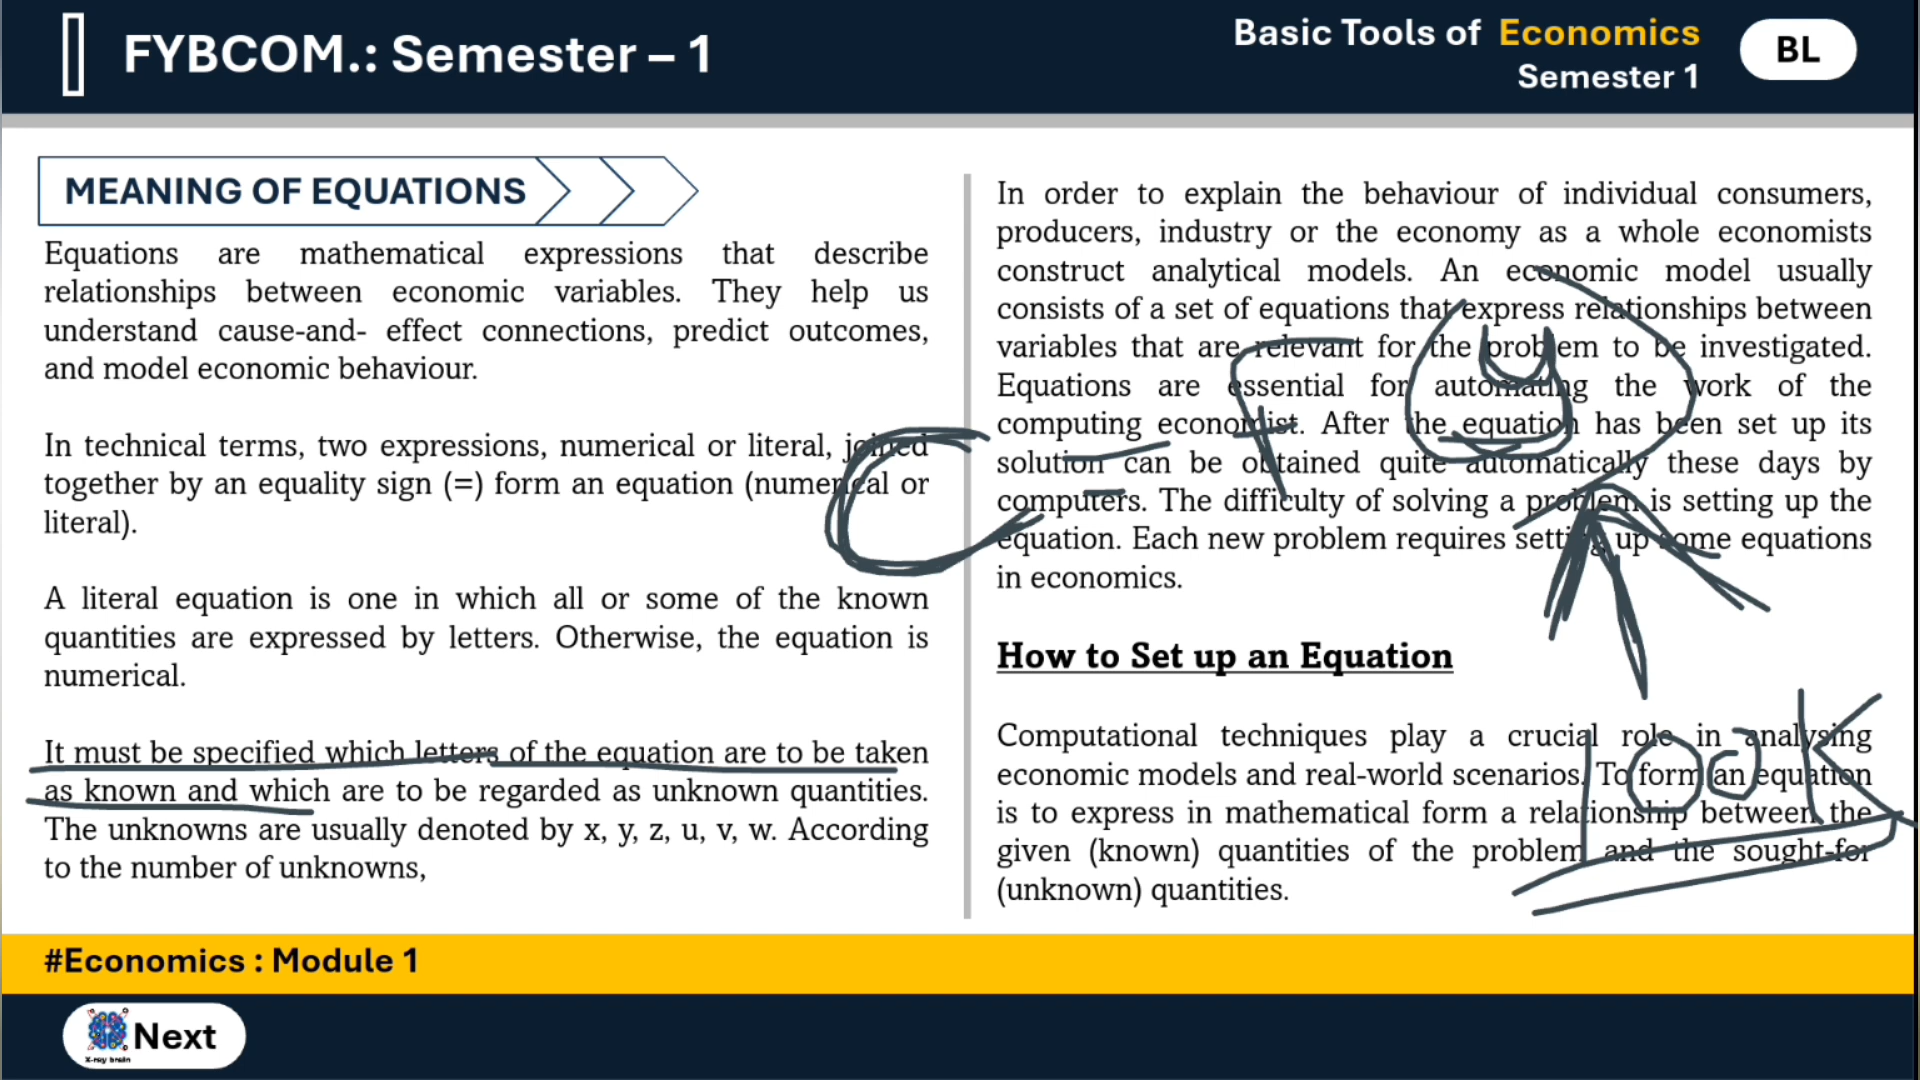 FYBCOM.: Semester – 1
Basic Tools of Economics
Semester 1
BL
MEANING OF EQUATIONS
Equations are mathematical expressions that describe
relationships between economic variables. They help us
understand cause-and- effect connections, predict outcomes,
and model economic behaviour.
In technical terms, two expressions, numerical or literal, joined
together by an equality sign (=) form an equation (numerical or
literal).
A literal equation is one in which all or some of the known
quantities are expressed by letters. Otherwise, the equation is
numerical.
It must be specified which letters of the equation are to be taken
as known and which are to be regarded as unknown quantities.
The unknowns are usually denoted by x, y, z, u, v, w. According
to the number of unknowns,
In order to explain the behaviour of individual consumers,
producers, industry or the economy as a whole economists
construct analytical models. An economic model usually
consists of a set of equations that express relationships between
variables that are relevant for the problem to be investigated.
Equations are essential for automating the work of the
computing economist. After the equation has been set up its
solution can be obtained quite automatically these days by
computers. The difficulty of solving a problem is setting up the
equation. Each new problem requires setting up some equations
in economics.
C = f y
How to Set up an Equation
Computational techniques play a crucial role in analysing
economic models and real-world scenarios. To form an equation
is to express in mathematical form a relationship between the
given (known) quantities of the problem and the sought-for
(unknown) quantities.
100K
#Economics : Module 1
Next
X-ray brain